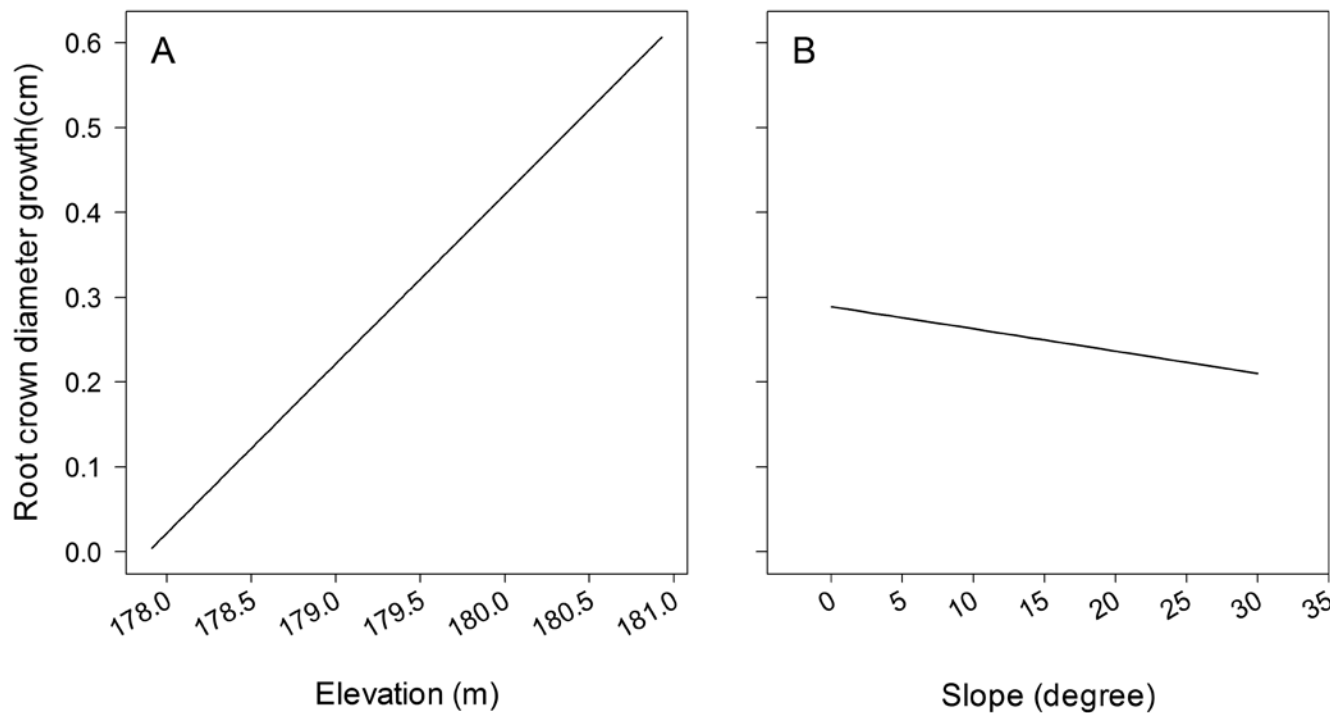 A
B
Root crown diameter growth(cm)
0.6
0.5
0.4
0.3
0.2
0.1
0.0
178.0 178.5 179.0 179.5 180.0 180.5 181.0
0 5 10 15 20 25 30 35
Elevation (m)
Slope (degree)